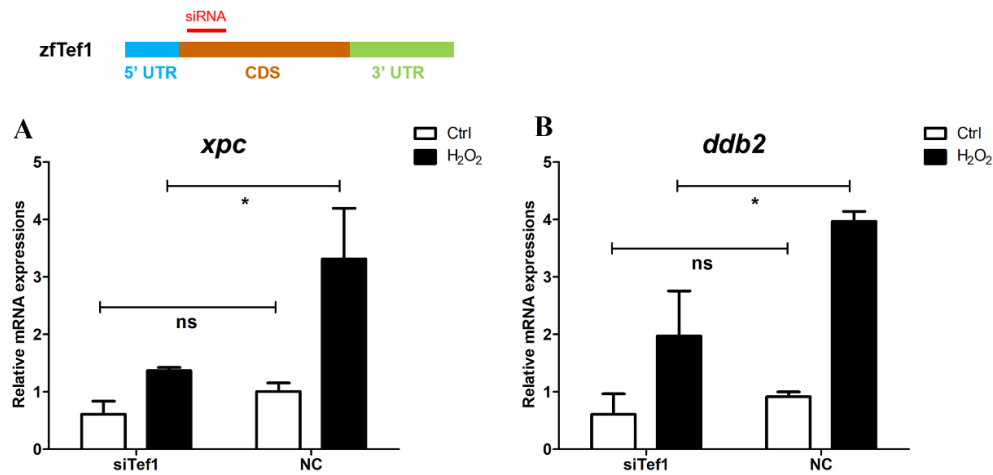 siRNA
zfTef1
5’ UTR CDS 3’ UTR
A
xpc
Ctrl
H₂O₂
Relative mRNA expressions
5
4
3
2
1
0
*
ns
siTef1 NC
B
ddb2
Ctrl
H₂O₂
Relative mRNA expressions
5
4
3
2
1
0
*
ns
siTef1 NC